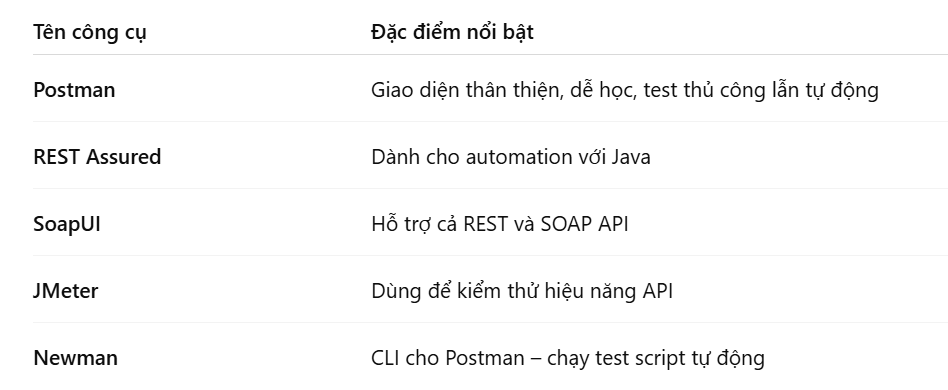 Tên công cụ Đặc điểm nổi bật
Postman Giao diện thân thiện, dễ học, test thủ công lẫn tự động
REST Assured Dành cho automation với Java
SoapUI Hỗ trợ cả REST và SOAP API
JMeter Dùng để kiểm thử hiệu năng API
Newman CLI cho Postman – chạy test script tự động